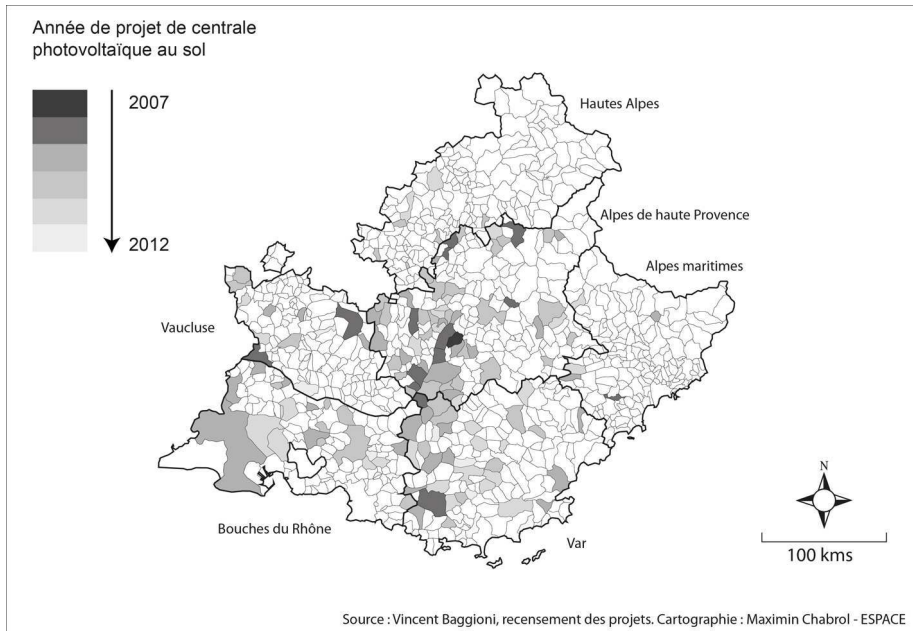 Année de projet de centrale
photovoltaïque au sol
2007
2012
Hautes Alpes
Alpes de haute Provence
Alpes maritimes
Vaucluse
Bouches du Rhône
Var
N
100 kms
Source : Vincent Baggioni, recensement des projets. Cartographie : Maximin Chabrol - ESPACE